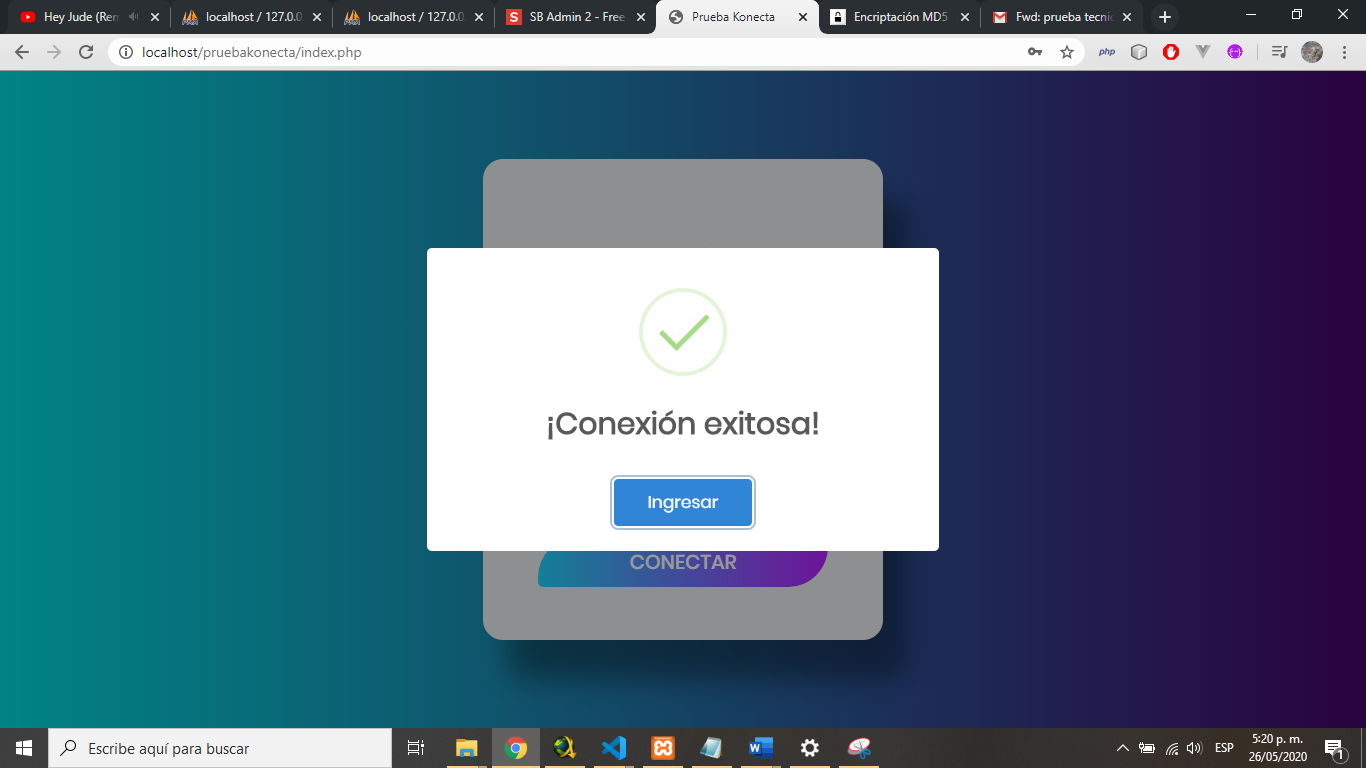 Hey Jude (Rem
localhost / 127.0.0
localhost / 127.0.0
SB Admin 2 - Free
Prueba Konecta
Encriptación MD5
Fwd: prueba tecnic
localhost/pruebakonecta/index.php
php
¡Conexión exitosa!
Ingresar
CONECTAR
Escribe aquí para buscar
ESP
5:20 p. m.
26/05/2020
1